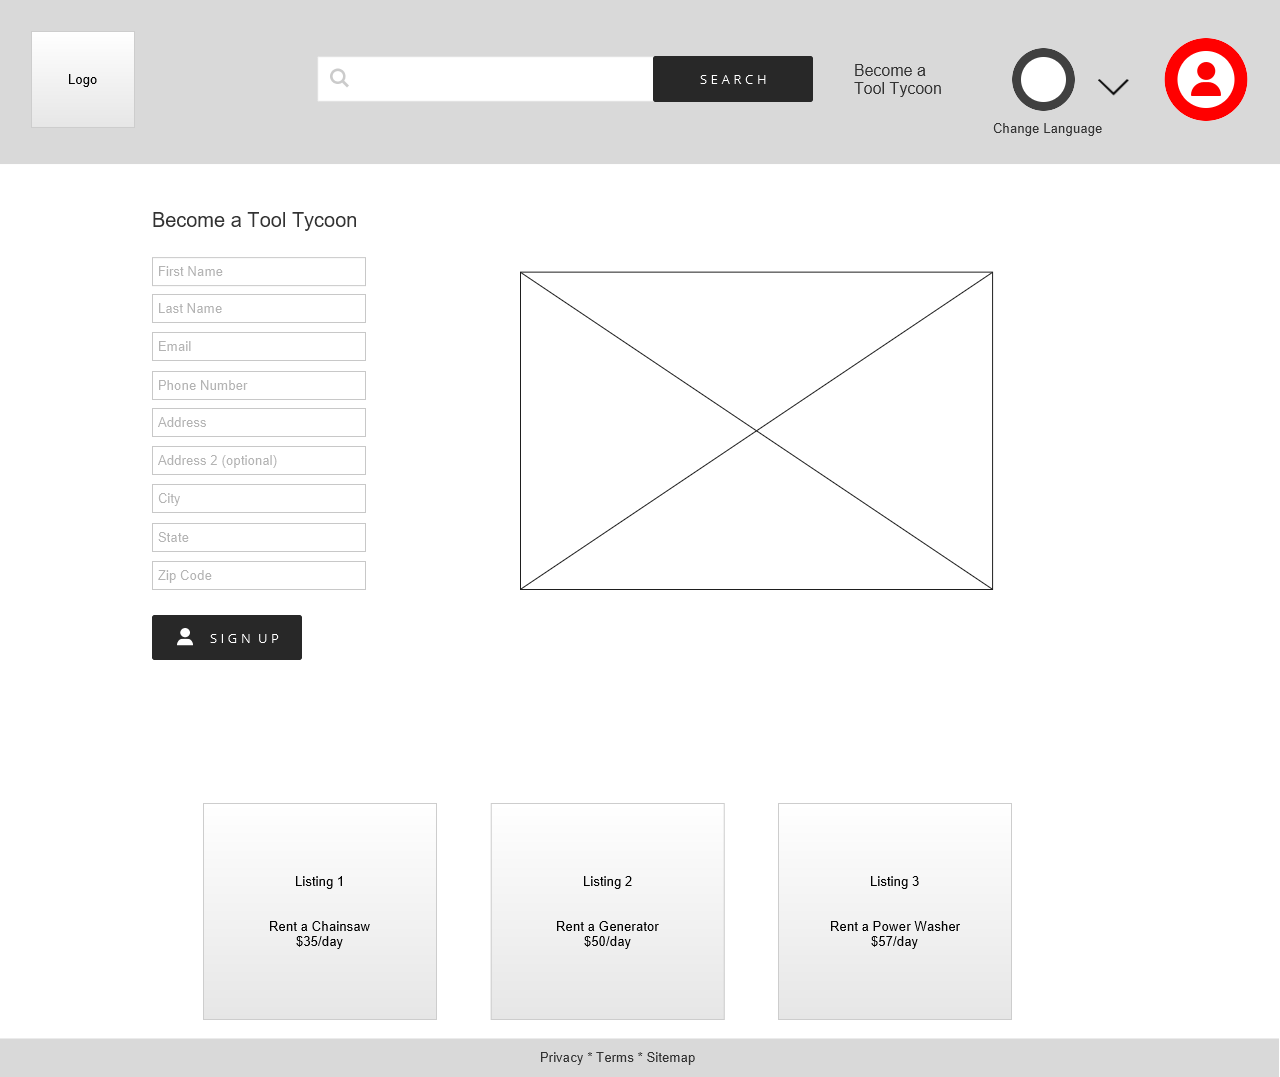 Logo
SEARCH
Become a
Tool Tycoon
Change Language
Become a Tool Tycoon
First Name
Last Name
Email
Phone Number
Address
Address 2 (optional)
City
State
Zip Code
SIGN UP
Listing 1
Rent a Chainsaw
$35/day
Listing 2
Rent a Generator
$50/day
Listing 3
Rent a Power Washer
$57/day
Privacy * Terms * Sitemap